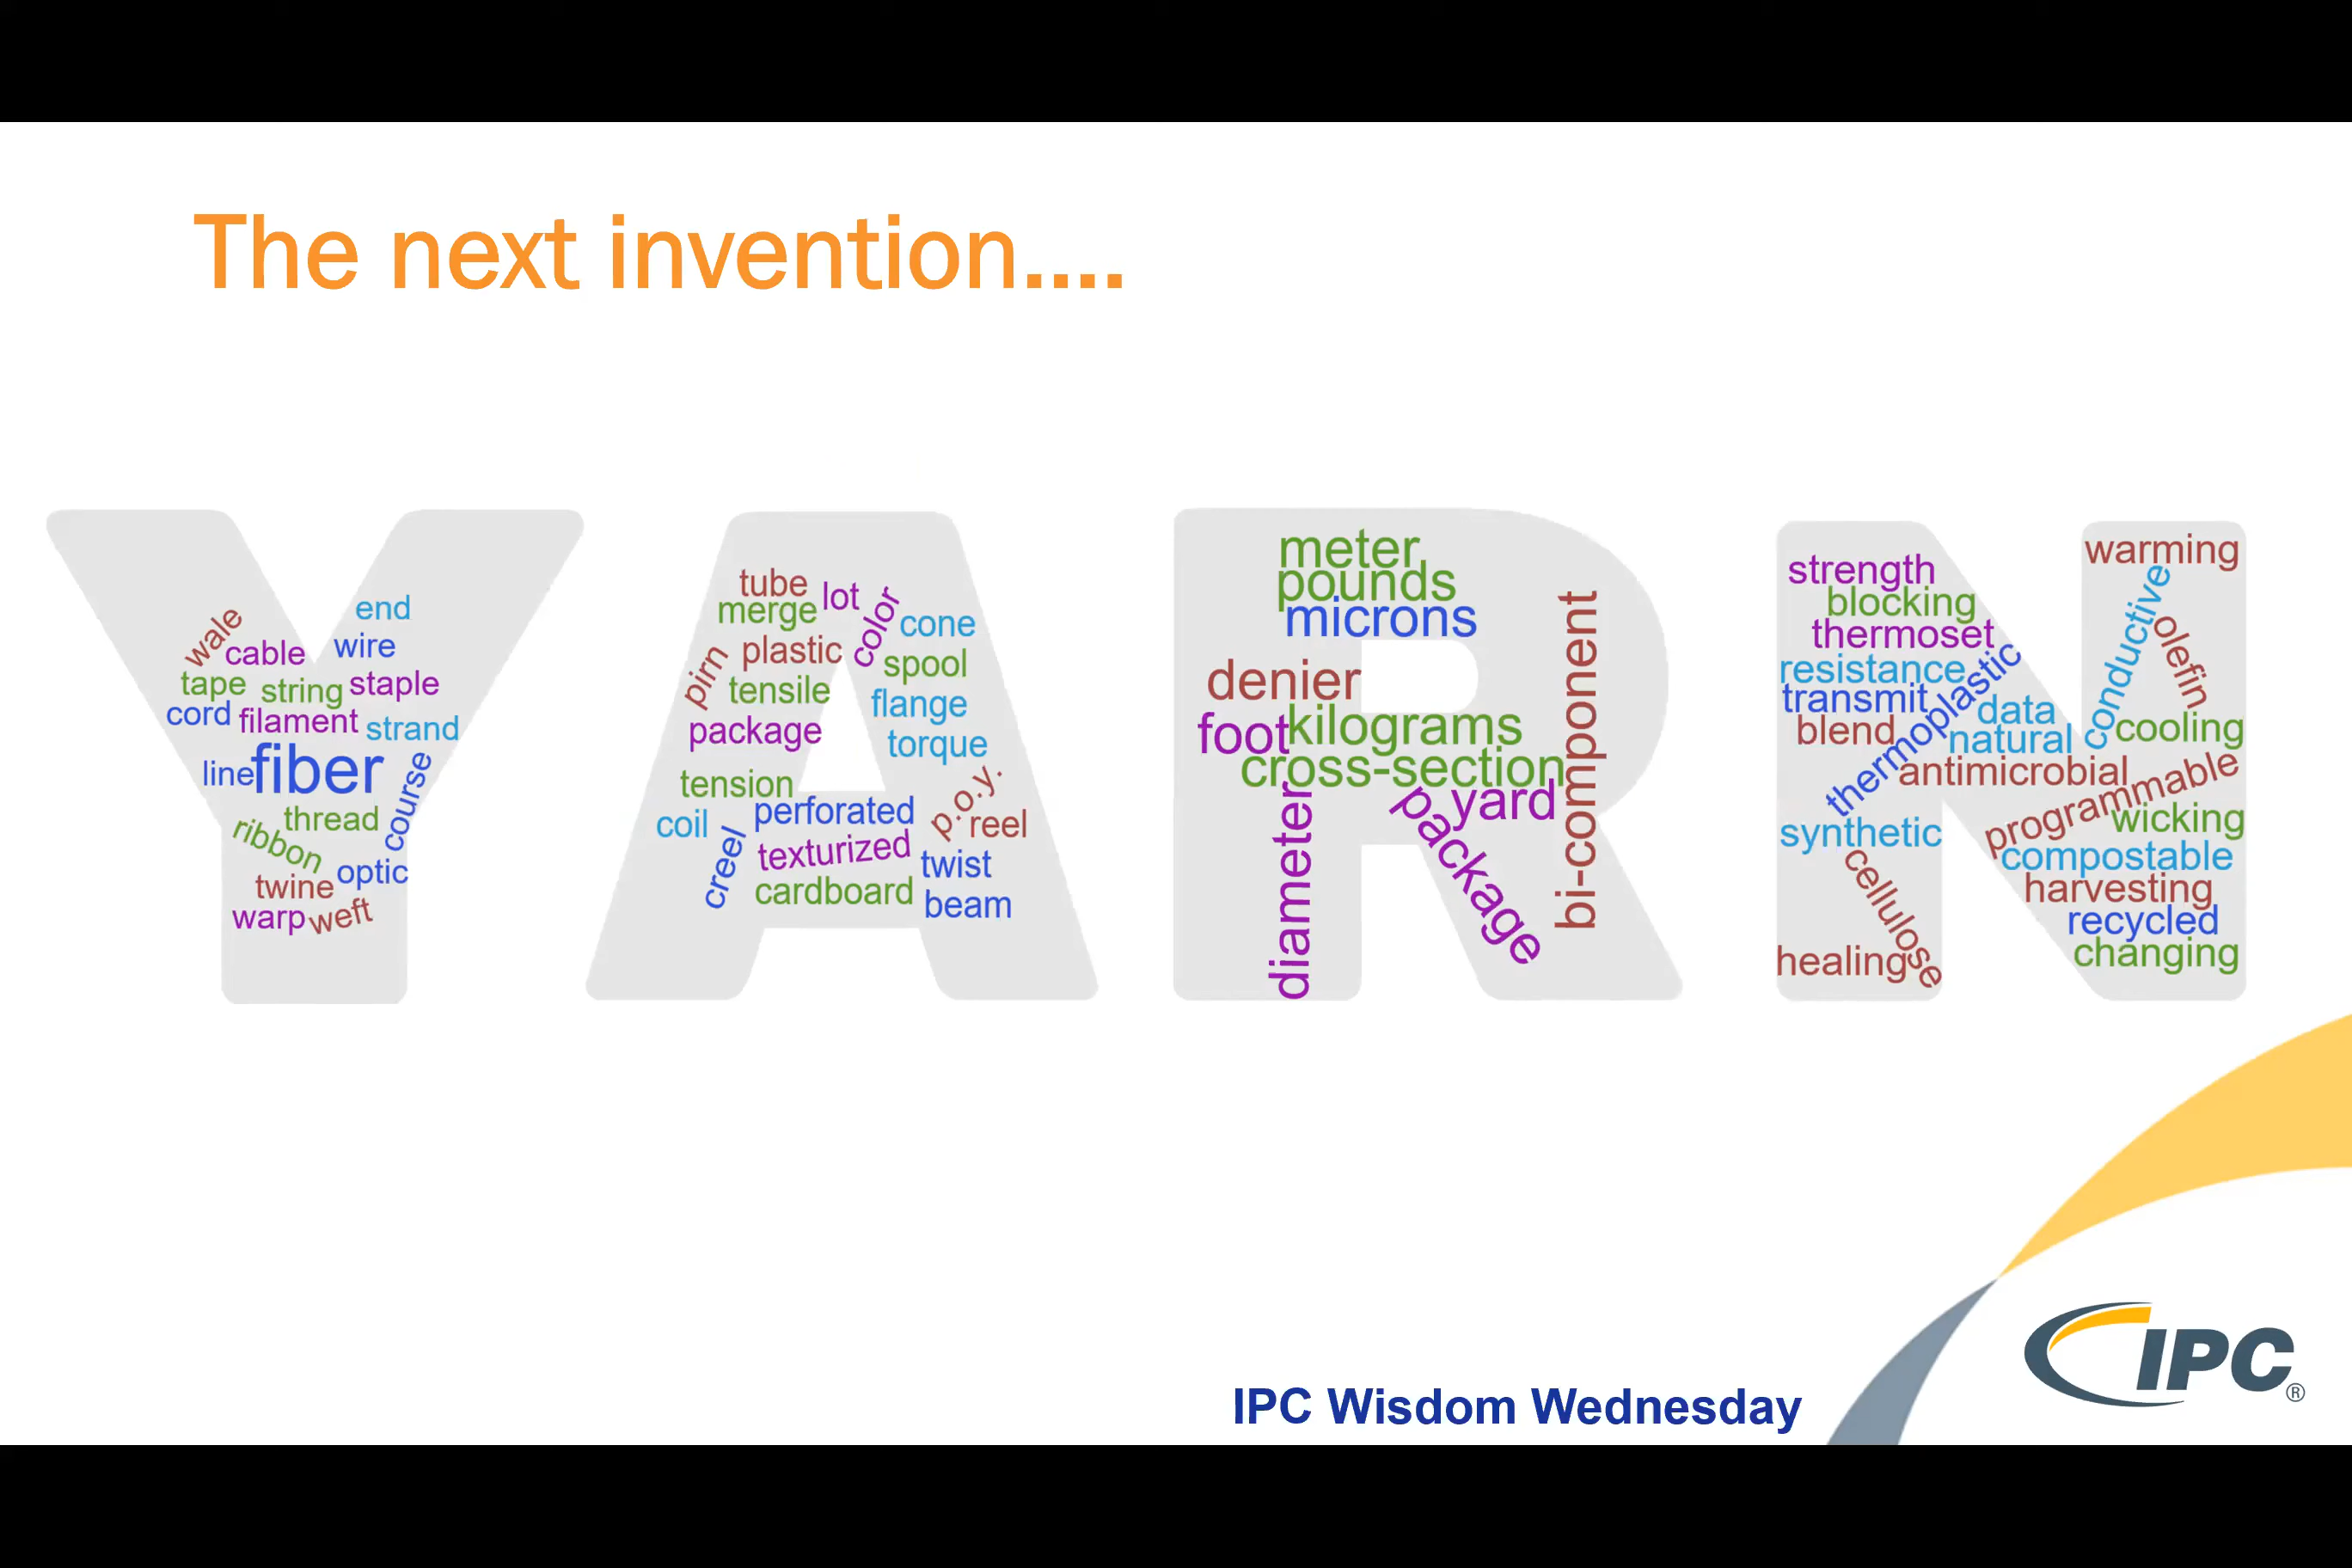 The next invention....
wale
end
cable
wire
tape
string
staple
cord
filament
strand
line
fiber
course
thread
ribbon
optic
twine
warp
weft
tube
lot
color
merge
cone
pirn
plastic
spool
tensile
flange
package
torque
tension
p.o.y.
coil
perforated
reel
creel
texturized
twist
cardboard
beam
meter
pounds
microns
bi-component
denier
foot
kilograms
cross-section
yard
diameter
package
strength
warming
blocking
conductive
thermoset
olefin
resistance
thermoplastic
transmit
data
blend
natural
cooling
antimicrobial
programmable
synthetic
wicking
compostable
cellulose
harvesting
recycled
healing
changing
IPC Wisdom Wednesday
IPC®